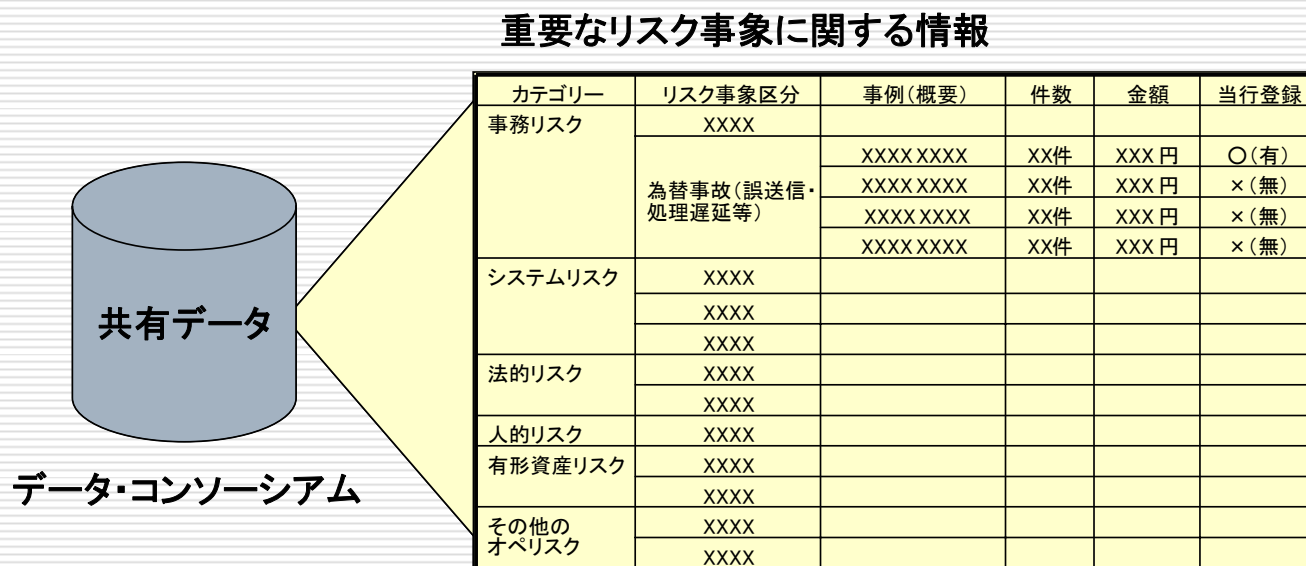 重要なリスク事象に関する情報
カテゴリー リスク事象区分 事例(概要) 件数 金額 当行登録
事務リスク XXXX
為替事故(誤送信・
処理遅延等)
XXXX XXXX XX件 XXX 円 ○(有)
XXXX XXXX XX件 XXX 円 ×(無)
XXXX XXXX XX件 XXX 円 ×(無)
XXXX XXXX XX件 XXX 円 ×(無)
システムリスク XXXX
XXXX
XXXX
法的リスク XXXX
XXXX
人的リスク XXXX
有形資産リスク XXXX
XXXX
その他の
オペリスク
XXXX
XXXX
共有データ
データ・コンソーシアム